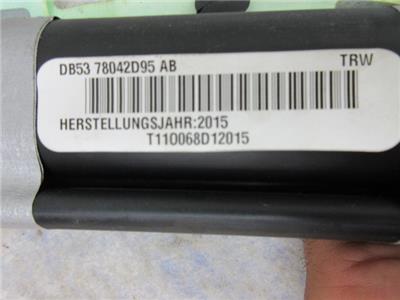 DB53 78042D95 AB TRW
HERSTELLUNGSJAHR:2015
T110068D12015